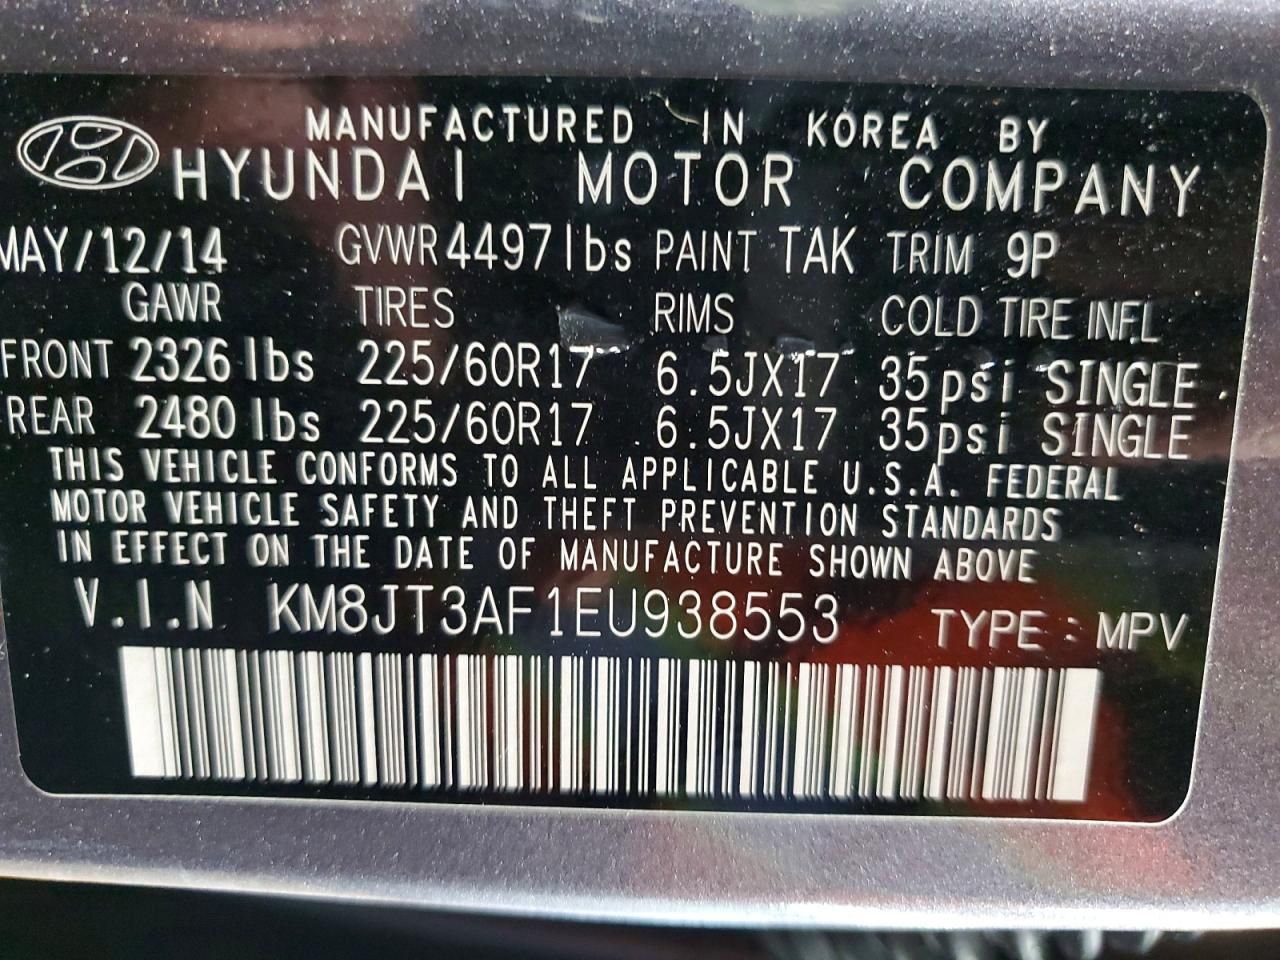 MANUFACTURED IN KOREA BY
HYUNDAI MOTOR COMPANY
MAY/12/14 GVWR 4497 lbs PAINT TAK TRIM 9P
GAWR TIRES RIMS COLD TIRE INFL
FRONT 2326 lbs 225/60R17 6.5JX17 35psi SINGLE
REAR 2480 lbs 225/60R17 6.5JX17 35psi SINGLE
THIS VEHICLE CONFORMS TO ALL APPLICABLE U.S.A. FEDERAL
MOTOR VEHICLE SAFETY AND THEFT PREVENTION STANDARDS
IN EFFECT ON THE DATE OF MANUFACTURE SHOWN ABOVE
V.I.N KM8JT3AF1EU938553 TYPE : MPV